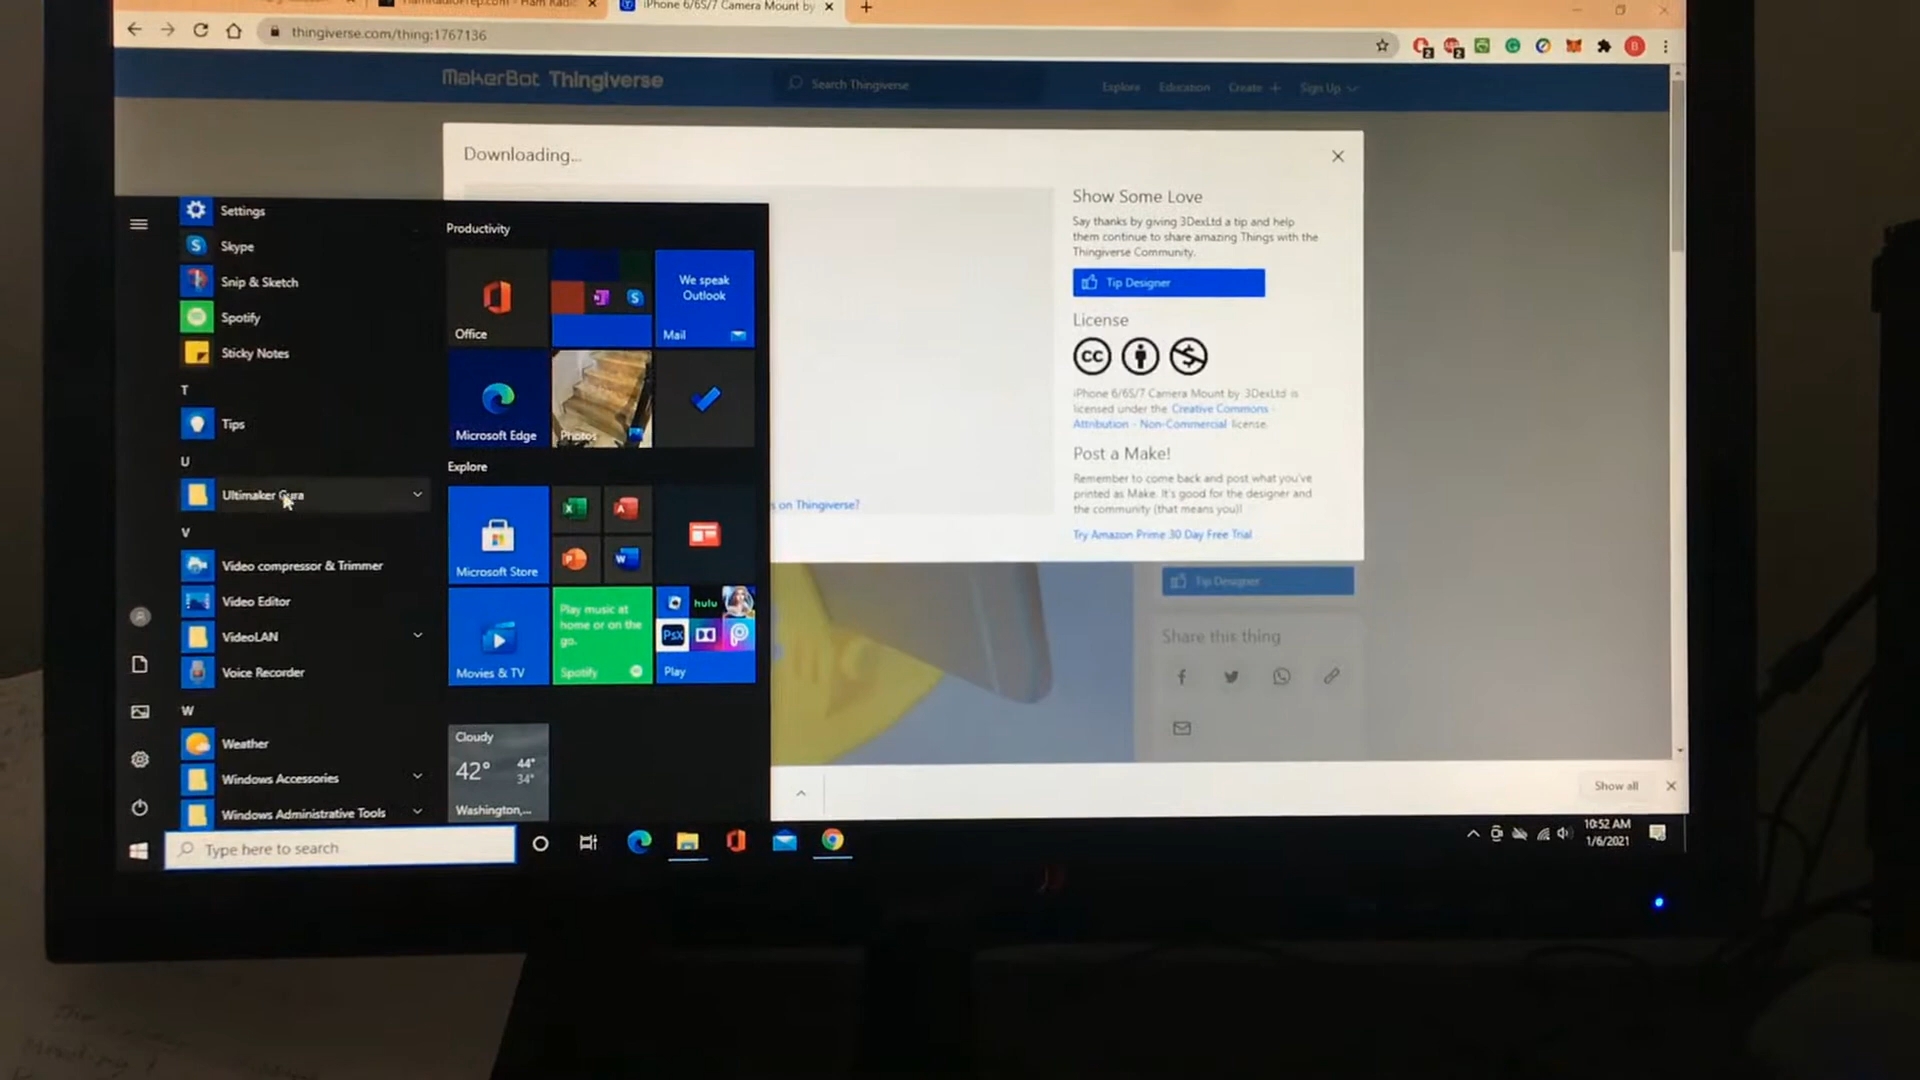 iPhone 6/6S/7 Camera Mount by
thingiverse.com/thing:1767136
2
2
B
MakerBot Thingiverse
Search Thingiverse
Explore
Education
Create
Sign Up
Downloading...
Show Some Love
Say thanks by giving 3DexLtd a tip and help
them continue to share amazing Things with the
Thingiverse Community.
Tip Designer
License
CC
iPhone 6/6S/7 Camera Mount by 3DexLtd is
licensed under the Creative Commons -
Attribution - Non-Commercial license.
Post a Make!
Remember to come back and post what you've
printed as Make. It's good for the designer and
the community (that means you)!
Try Amazon Prime 30 Day Free Trial
s on Thingiverse?
Tip Designer
Share this thing
Show all
Settings
Skype
Snip & Sketch
Spotify
Sticky Notes
T
Tips
U
Ultimaker Cura
V
Video compressor & Trimmer
Video Editor
VideoLAN
Voice Recorder
W
Weather
Windows Accessories
Windows Administrative Tools
Productivity
Office
We speak
Outlook
Mail
Microsoft Edge
Photos
Explore
Microsoft Store
Movies & TV
Play music at
home or on the
go.
Spotify
hulu
Psx
Play
Cloudy
42°
44°
34°
Washington,...
Type here to search
10:52 AM
1/6/2021